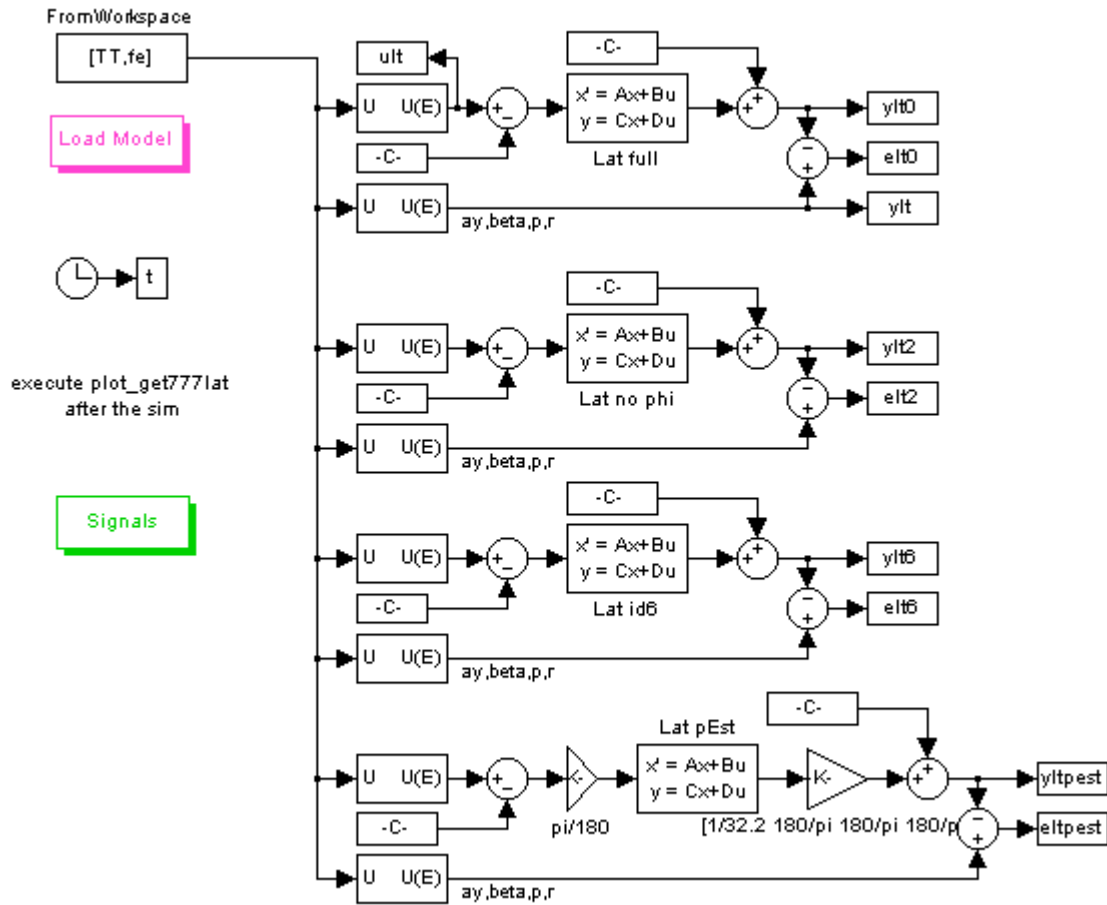 FromWorkspace
[TT,fe]
Load Model
t
execute plot_get777lat
after the sim
Signals
ult
-C-
U U(E)
+
−
x' = Ax+Bu
y = Cx+Du
+
+
ylt0
-C-
Lat full
−
+
elt0
U U(E)
ay,beta,p,r
ylt
-C-
U U(E)
+
−
x' = Ax+Bu
y = Cx+Du
+
+
ylt2
-C-
Lat no phi
−
+
elt2
U U(E)
ay,beta,p,r
-C-
U U(E)
+
−
x' = Ax+Bu
y = Cx+Du
+
+
ylt6
-C-
Lat id6
−
+
elt6
U U(E)
ay,beta,p,r
-C-
Lat pEst
U U(E)
+
−
K-
x' = Ax+Bu
y = Cx+Du
K-
+
+
yltpest
-C-
pi/180
[1/32.2 180/pi 180/pi 180/p
−
+
eltpest
U U(E)
ay,beta,p,r